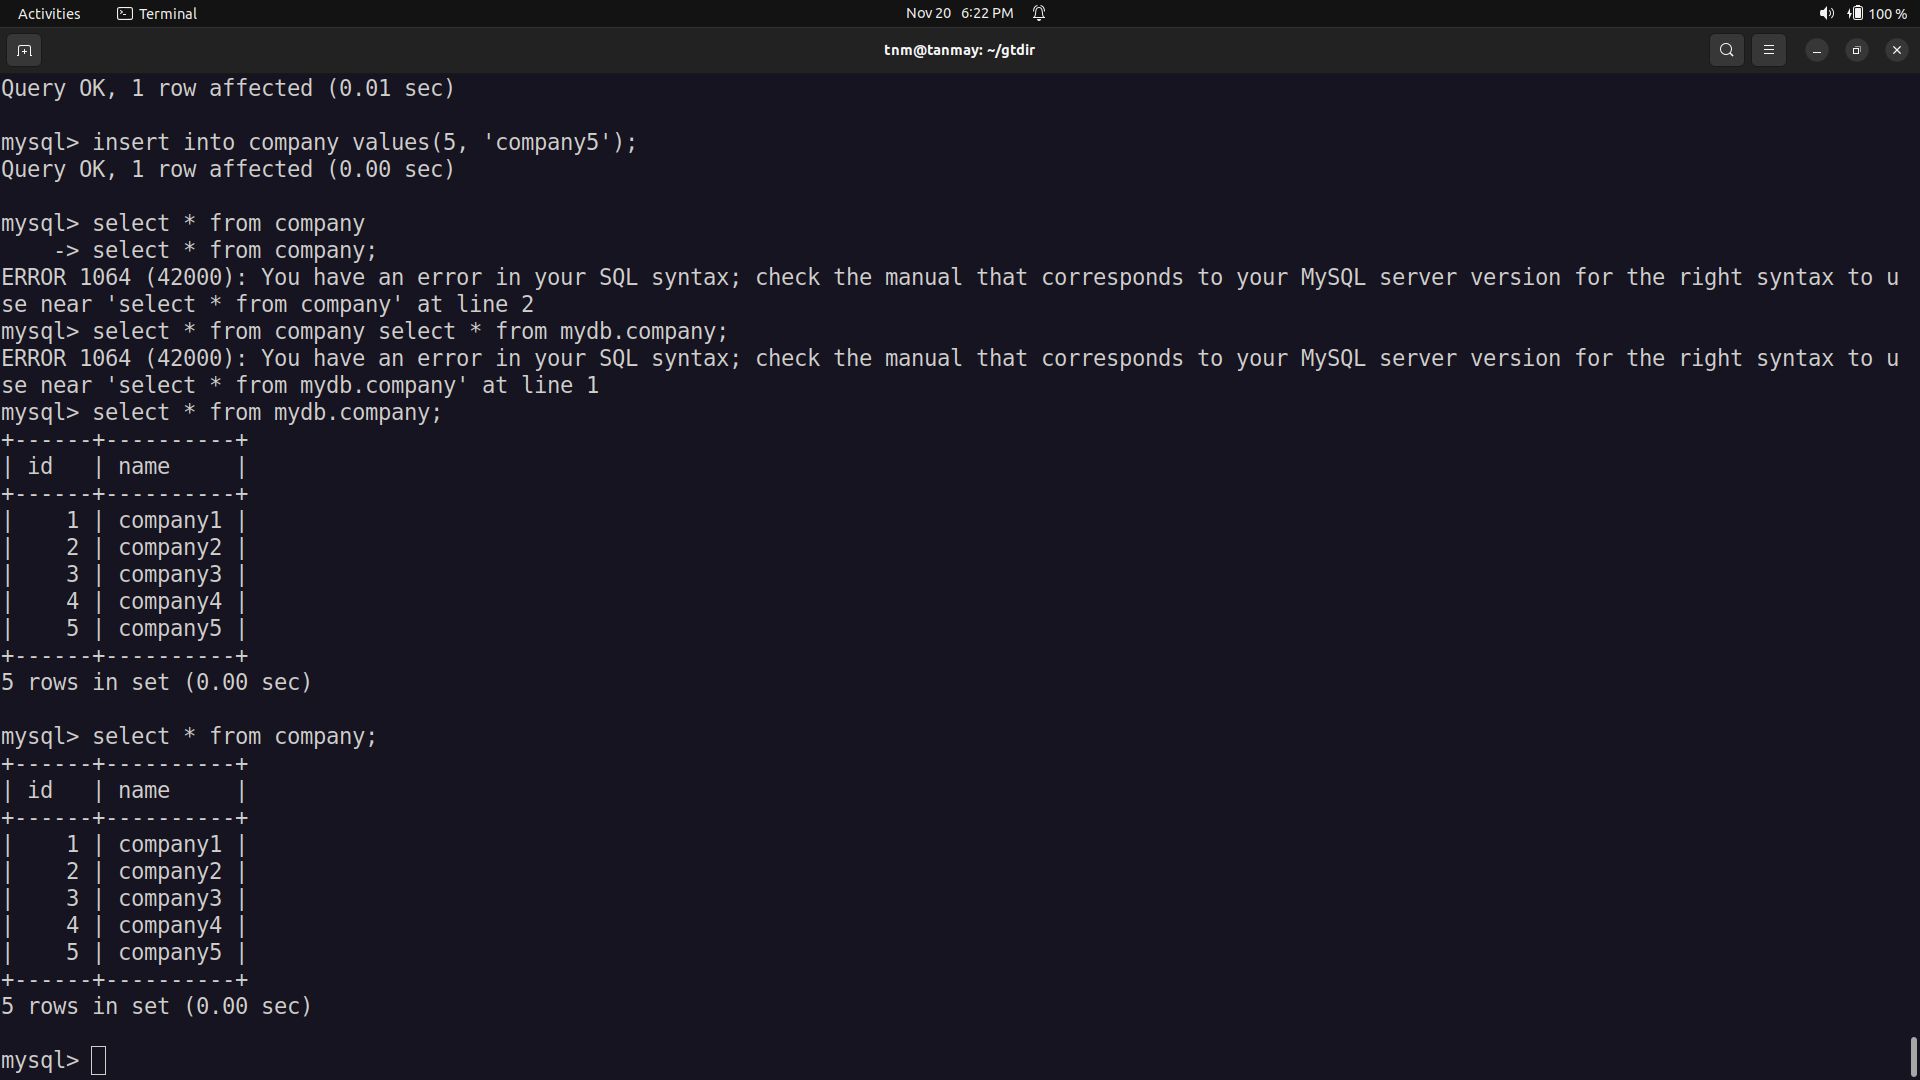 Activities Terminal Nov 20 6:22 PM 100 %
tnm@tanmay: ~/gtdir
Query OK, 1 row affected (0.01 sec)
mysql> insert into company values(5, 'company5');
Query OK, 1 row affected (0.00 sec)
mysql> select * from company
    -> select * from company;
ERROR 1064 (42000): You have an error in your SQL syntax; check the manual that corresponds to your MySQL server version for the right syntax to u
se near 'select * from company' at line 2
mysql> select * from company select * from mydb.company;
ERROR 1064 (42000): You have an error in your SQL syntax; check the manual that corresponds to your MySQL server version for the right syntax to u
se near 'select * from mydb.company' at line 1
mysql> select * from mydb.company;
+------+----------+
| id   | name     |
+------+----------+
|    1 | company1 |
|    2 | company2 |
|    3 | company3 |
|    4 | company4 |
|    5 | company5 |
+------+----------+
5 rows in set (0.00 sec)
mysql> select * from company;
+------+----------+
| id   | name     |
+------+----------+
|    1 | company1 |
|    2 | company2 |
|    3 | company3 |
|    4 | company4 |
|    5 | company5 |
+------+----------+
5 rows in set (0.00 sec)
mysql>